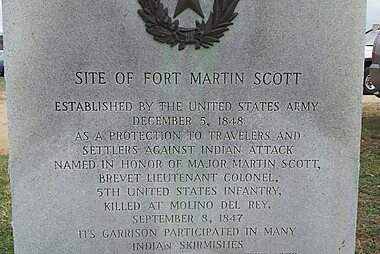 SITE OF FORT MARTIN SCOTT
ESTABLISHED BY THE UNITED STATES ARMY
DECEMBER 5, 1848
AS A PROTECTION TO TRAVELERS AND
SETTLERS AGAINST INDIAN ATTACK
NAMED IN HONOR OF MAJOR MARTIN SCOTT,
BREVET LIEUTENANT COLONEL,
5TH UNITED STATES INFANTRY,
KILLED AT MOLINO DEL REY,
SEPTEMBER 8, 1847
ITS GARRISON PARTICIPATED IN MANY
INDIAN SKIRMISHES